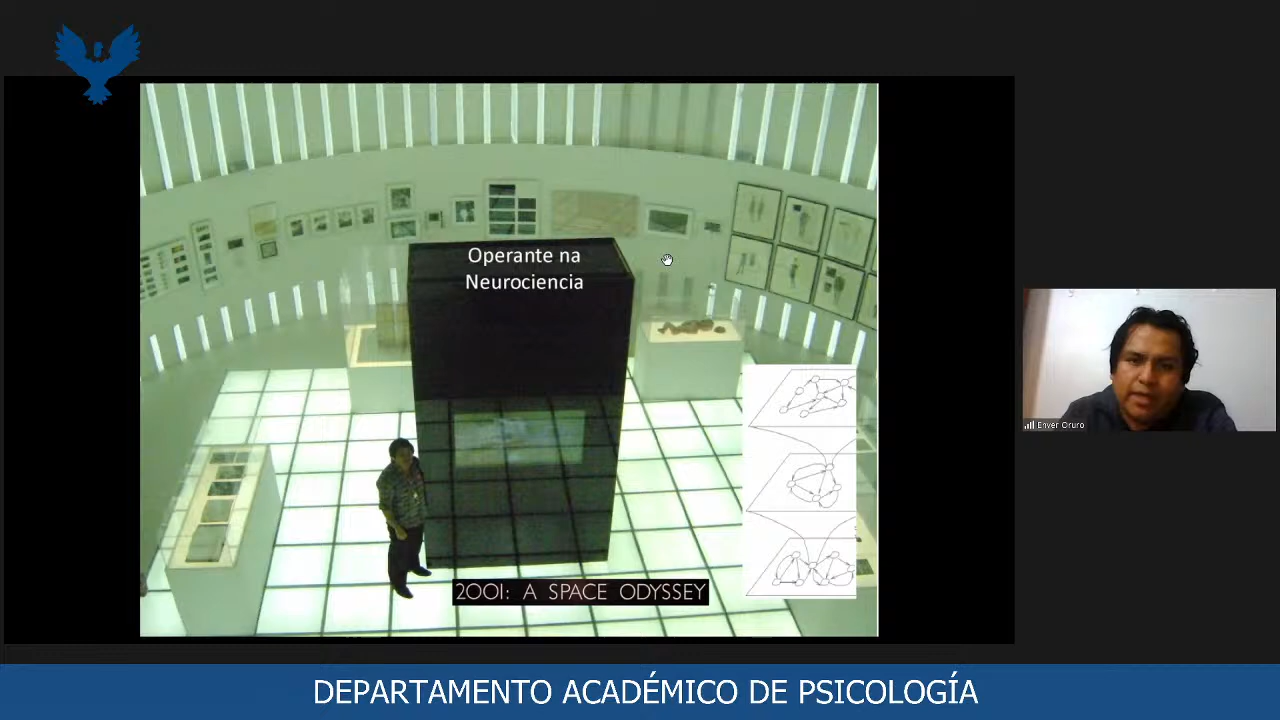 Operante na
Neurociencia
2001: A SPACE ODYSSEY
Enver Oruro
DEPARTAMENTO ACADÉMICO DE PSICOLOGÍA